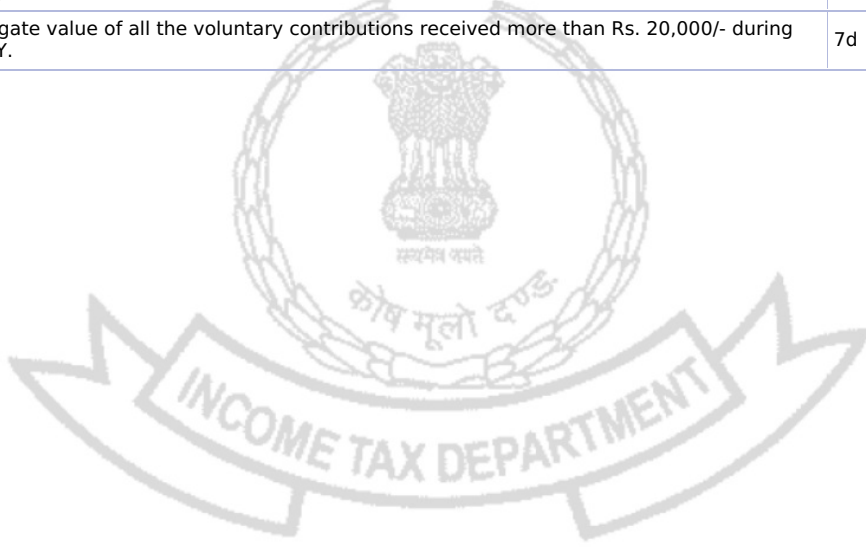 gate value of all the voluntary contributions received more than Rs. 20,000/- during
Y.
7d
सत्यमेव जयते
कोष मूलो दण्ड:
INCOME TAX DEPARTMENT